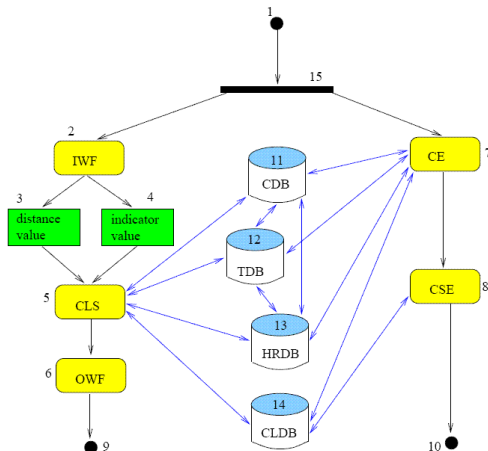 1
15
2
IWF
3
4
distance
value
indicator
value
11
CDB
CE
7
12
TDB
5
CLS
CSE
8
13
HRDB
6
OWF
14
CLDB
9
10